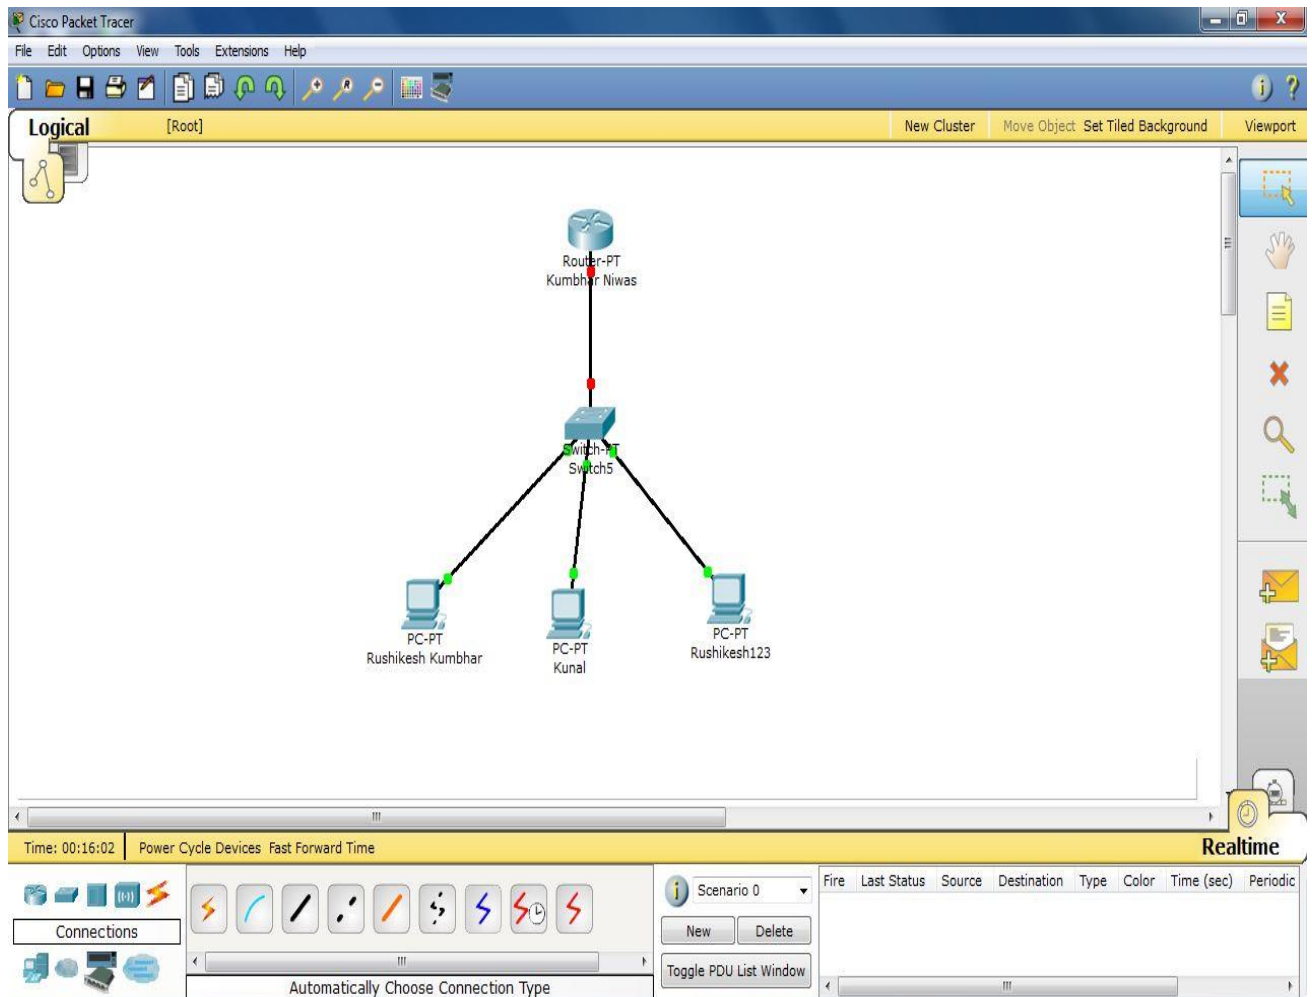 Cisco Packet Tracer
File Edit Options View Tools Extensions Help
Logical [Root] New Cluster Move Object Set Tiled Background Viewport
Router-PT
Kumbhar Niwas
Switch-PT
Switch5
PC-PT
Rushikesh Kumbhar
PC-PT
Kunal
PC-PT
Rushikesh123
Time: 00:16:02 Power Cycle Devices Fast Forward Time Realtime
Connections
Automatically Choose Connection Type
Scenario 0
New Delete
Toggle PDU List Window
Fire Last Status Source Destination Type Color Time (sec) Periodic